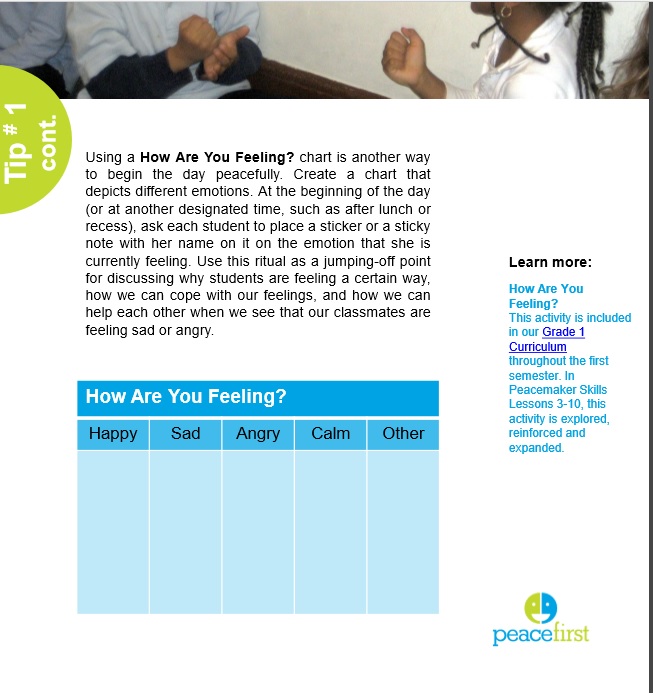 Tip # 1
cont.
Using a How Are You Feeling? chart is another way
to begin the day peacefully. Create a chart that
depicts different emotions. At the beginning of the day
(or at another designated time, such as after lunch or
recess), ask each student to place a sticker or a sticky
note with her name on it on the emotion that she is
currently feeling. Use this ritual as a jumping-off point
for discussing why students are feeling a certain way,
how we can cope with our feelings, and how we can
help each other when we see that our classmates are
feeling sad or angry.
Learn more:
How Are You
Feeling?
This activity is included
in our Grade 1
Curriculum
throughout the first
semester. In
Peacemaker Skills
Lessons 3-10, this
activity is explored,
reinforced and
expanded.
How Are You Feeling?
Happy Sad Angry Calm Other
peacefirst